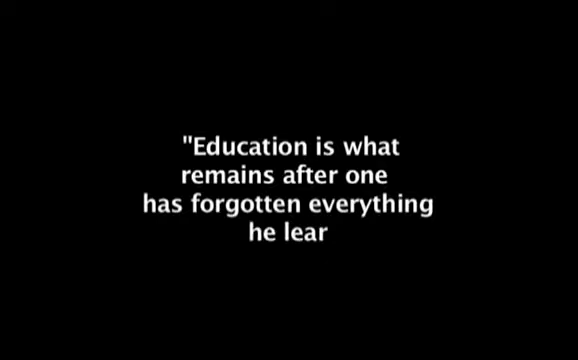 "Education is what
remains after one
has forgotten everything
he lear